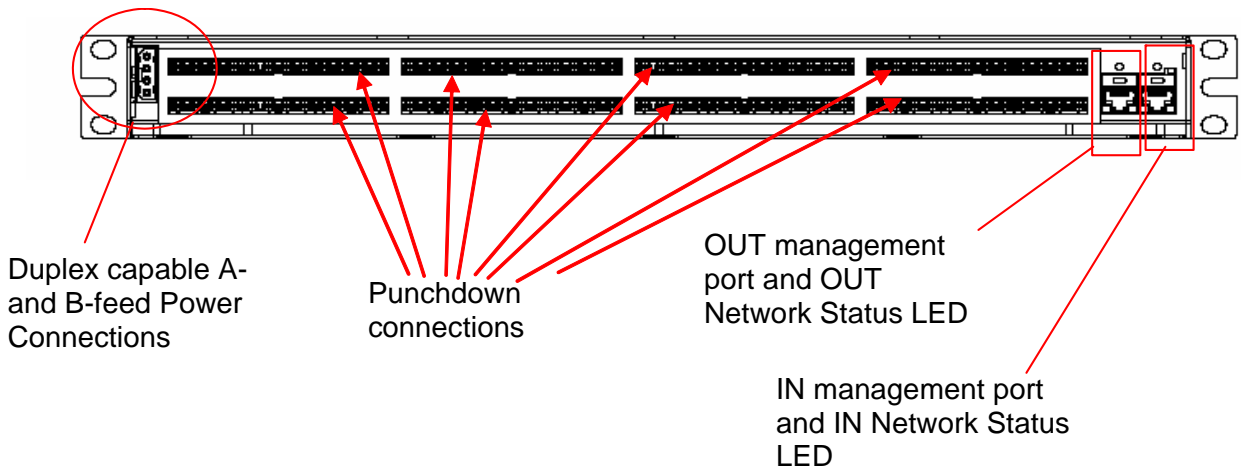 Duplex capable A-
and B-feed Power
Connections
Punchdown
connections
OUT management
port and OUT
Network Status LED
IN management port
and IN Network Status
LED